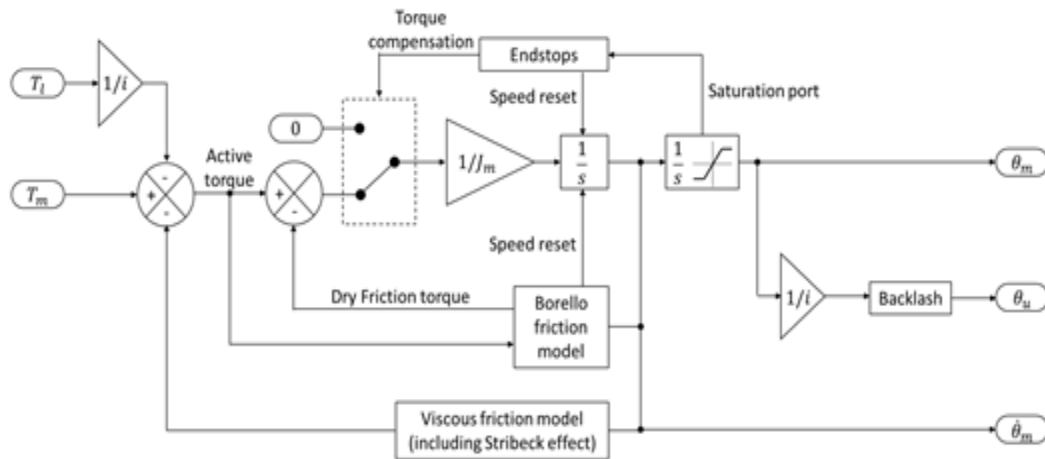 Torque
compensation
Endstops
T_l
1/i
Speed reset
Saturation port
0
Active
torque
1/J_m
1/s
1/s
θ_m
T_m
+
-
-
+
-
Speed reset
Dry Friction torque
Borello
friction
model
1/i
Backlash
θ_u
Viscous friction model
(including Stribeck effect)
θ̇_m